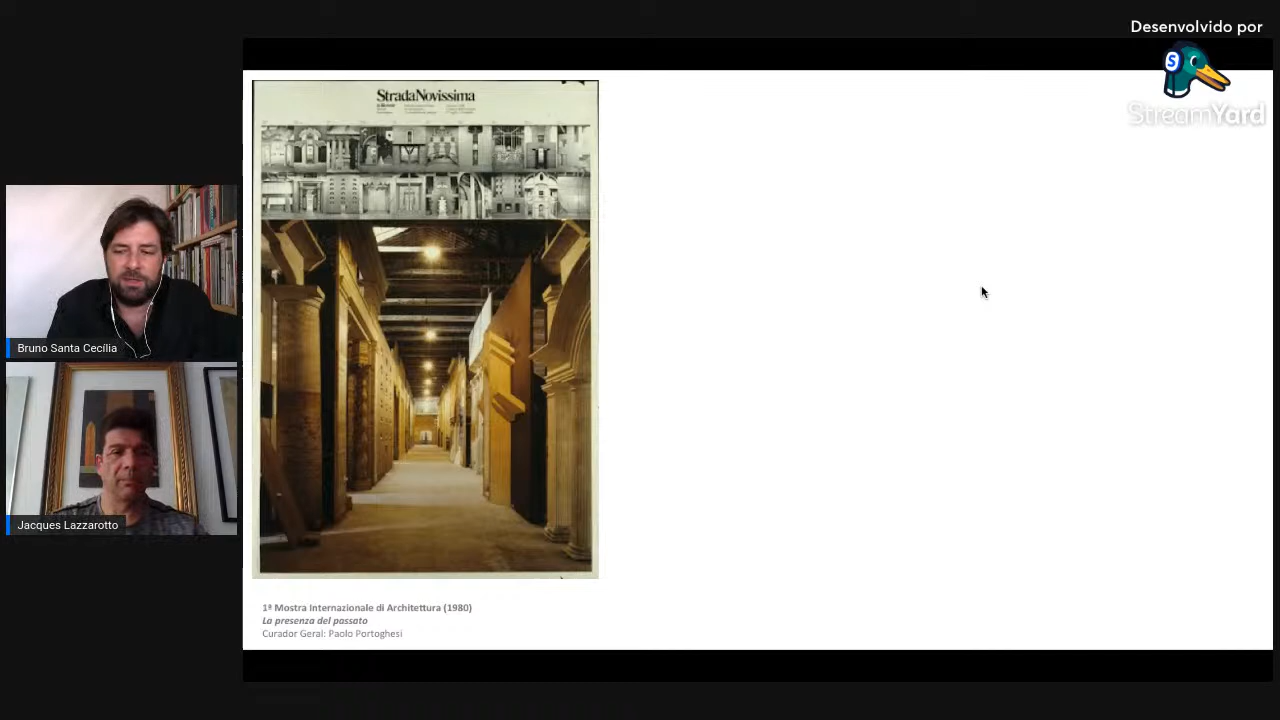 Desenvolvido por
StreamYard
StradaNovissima
Bruno Santa Cecília
Jacques Lazzarotto
1ª Mostra Internazionale di Architettura (1980)
La presenza del passato
Curador Geral: Paolo Portoghesi